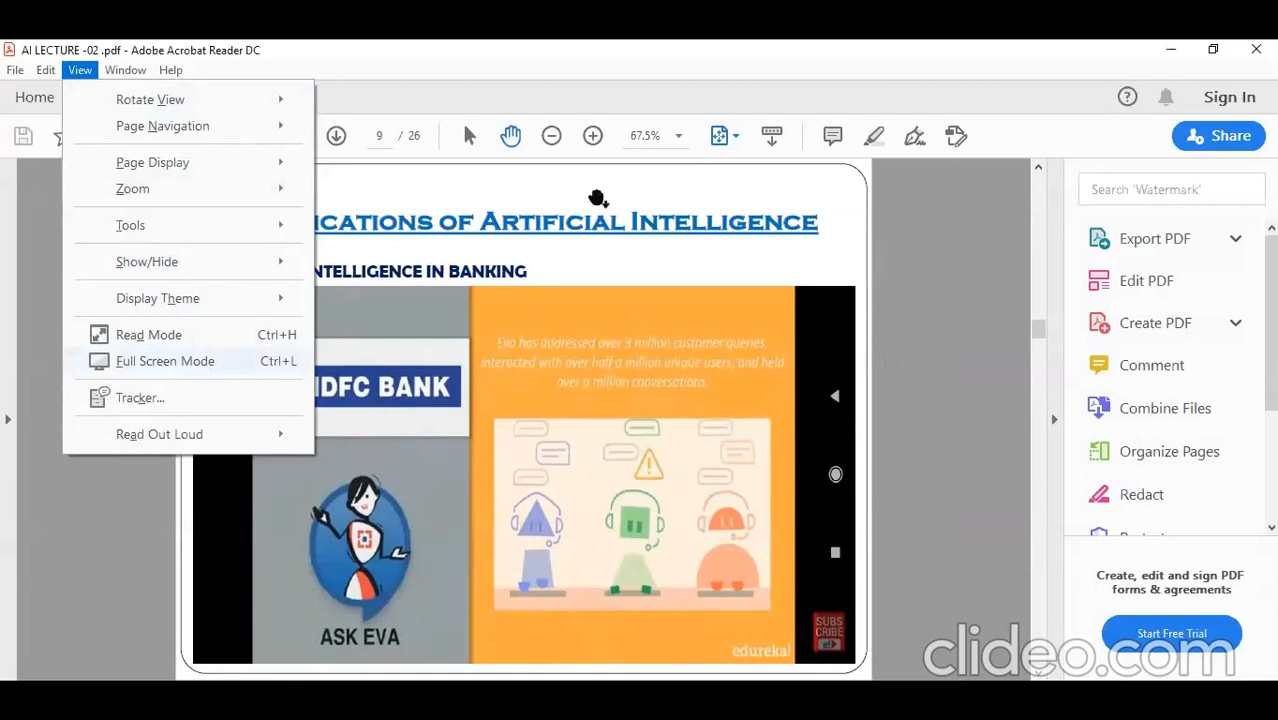 AI LECTURE -02 .pdf - Adobe Acrobat Reader DC
File Edit View Window Help
Home
Sign In
9 / 26
67.5%
Share
Rotate View
Page Navigation
Page Display
Zoom
Tools
Show/Hide
Display Theme
Read Mode Ctrl+H
Full Screen Mode Ctrl+L
Tracker...
Read Out Loud
ICATIONS OF ARTIFICIAL INTELLIGENCE
NTELLIGENCE IN BANKING
Eva has addressed over 3 million customer queries,
interacted with over half a million unique users, and held
over a million conversations.
HDFC BANK
ASK EVA
SUBS
CRIBE
edureka!
Search 'Watermark'
Export PDF
Edit PDF
Create PDF
Comment
Combine Files
Organize Pages
Redact
Create, edit and sign PDF
forms & agreements
Start Free Trial
clideo.com